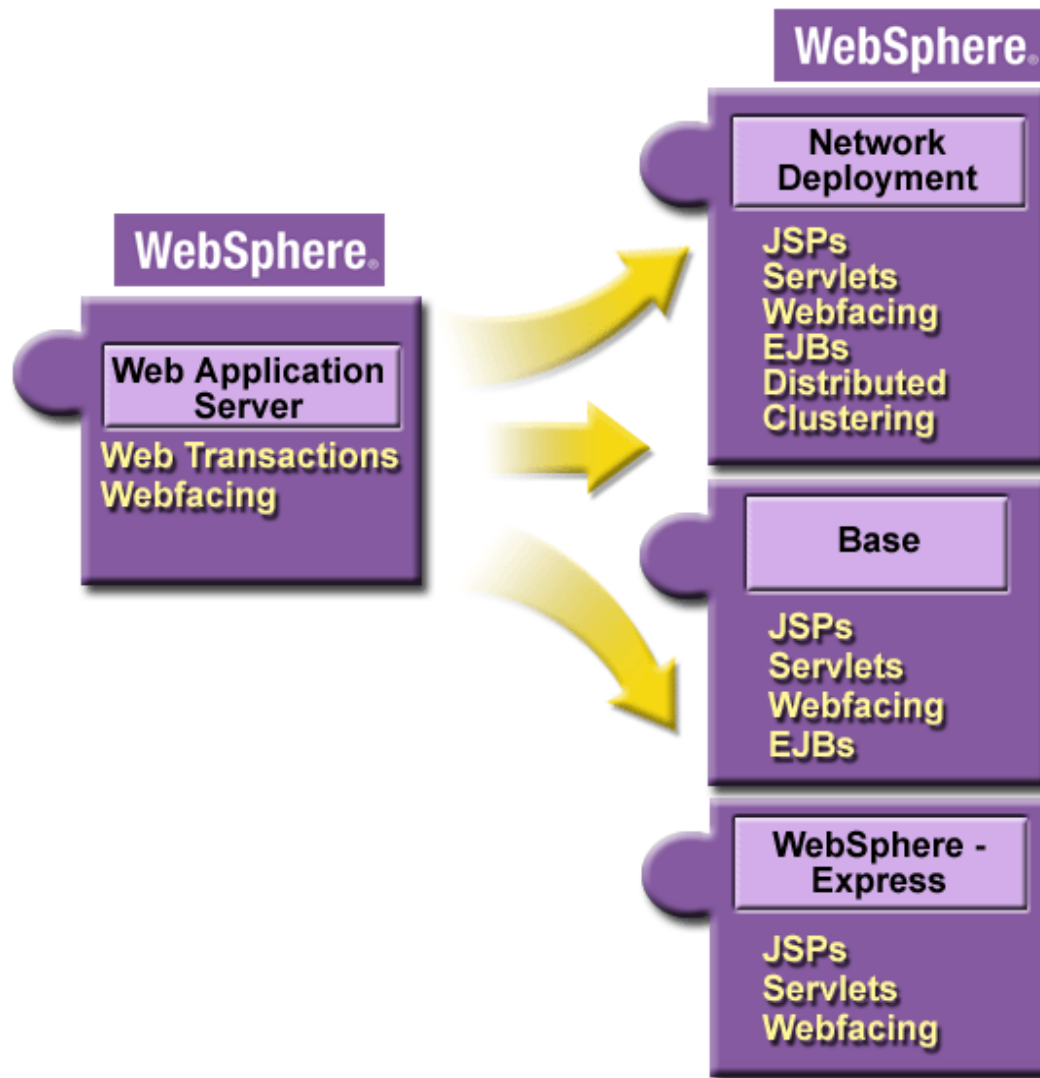 WebSphere®
Web Application
Server
Web Transactions
Webfacing
WebSphere®
Network
Deployment
JSPs
Servlets
Webfacing
EJBs
Distributed
Clustering
Base
JSPs
Servlets
Webfacing
EJBs
WebSphere -
Express
JSPs
Servlets
Webfacing